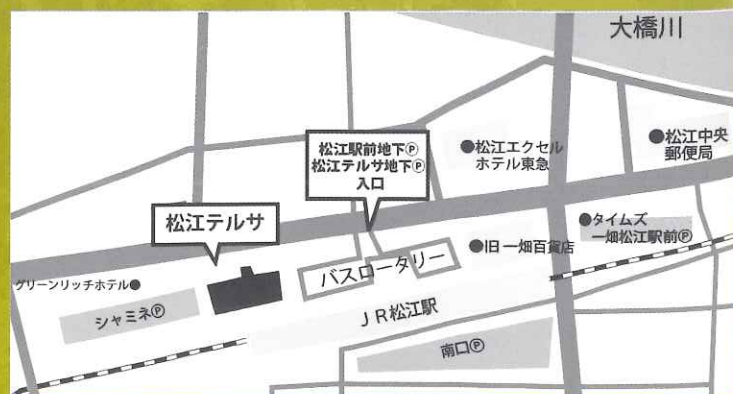 大橋川
松江駅前地下Ⓟ
松江テルサ地下Ⓟ
入口
●松江エクセル
ホテル東急
●松江中央
郵便局
松江テルサ
●タイムズ
一畑松江駅前Ⓟ
●旧一畑百貨店
バスロータリー
グリーンリッチホテル●
シャミネⓅ
JR松江駅
南口Ⓟ